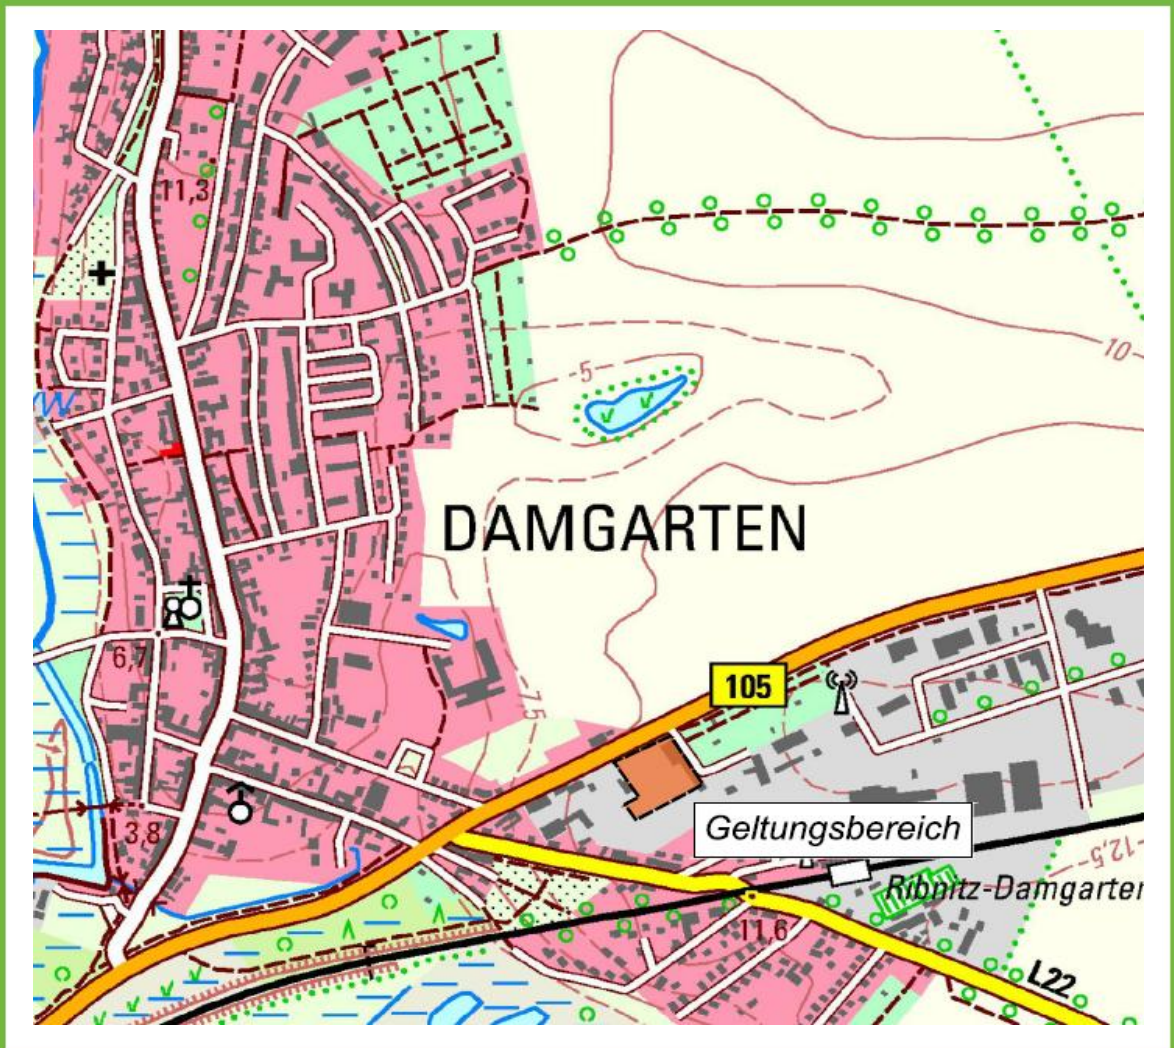 11,3
10
5
W
DAMGARTEN
6,7
105
7,5
Geltungsbereich
3,8
12,5
Ribnitz-Damgarten
11,6
L22